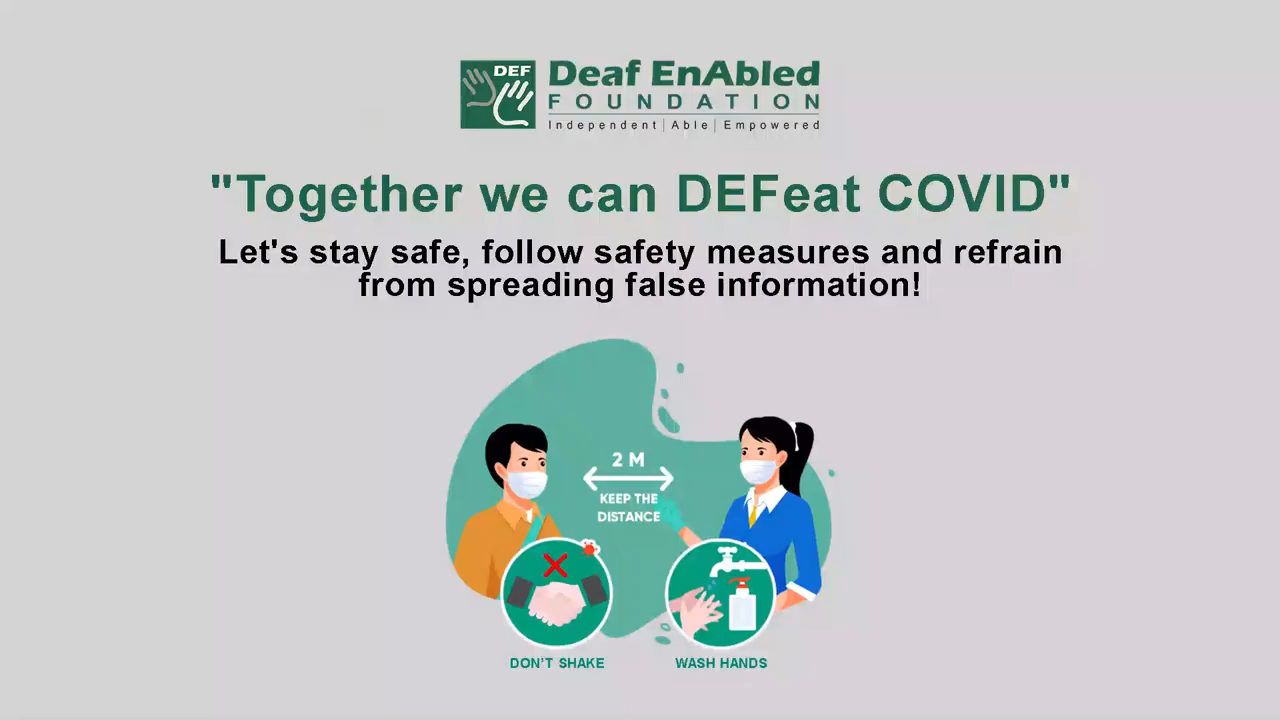 DEF
Deaf EnAbled
FOUNDATION
Independent | Able | Empowered
"Together we can DEFeat COVID"
Let's stay safe, follow safety measures and refrain
from spreading false information!
2 M
KEEP THE
DISTANCE
DON'T SHAKE
WASH HANDS